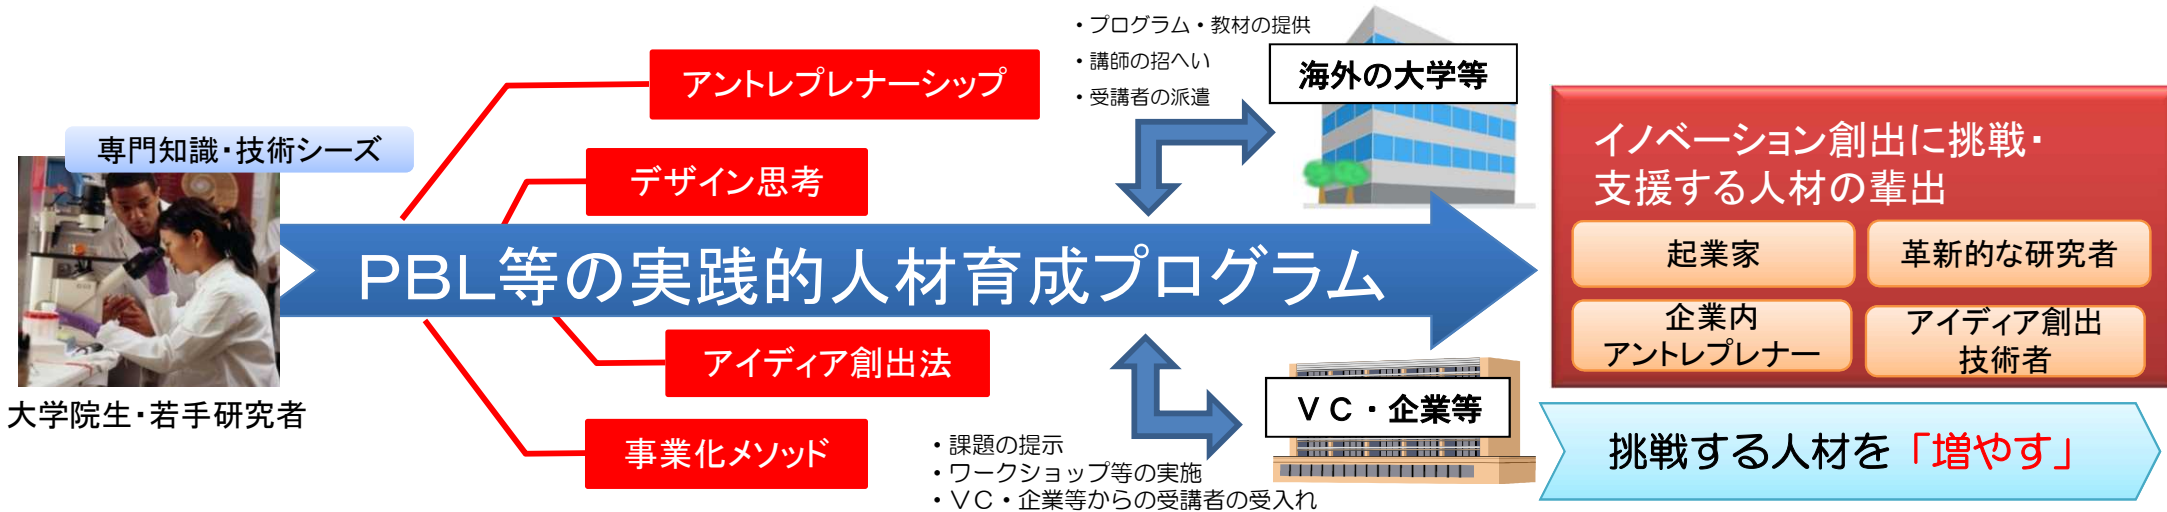 専門知識・技術シーズ
大学院生・若手研究者
アントレプレナーシップ
デザイン思考
PBL等の実践的人材育成プログラム
アイディア創出法
事業化メソッド
・プログラム・教材の提供
・講師の招へい
・受講者の派遣
海外の大学等
VC・企業等
・課題の提示
・ワークショップ等の実施
・VC・企業等からの受講者の受入れ
イノベーション創出に挑戦・
支援する人材の輩出
起業家
革新的な研究者
企業内
アントレプレナー
アイディア創出
技術者
挑戦する人材を「増やす」